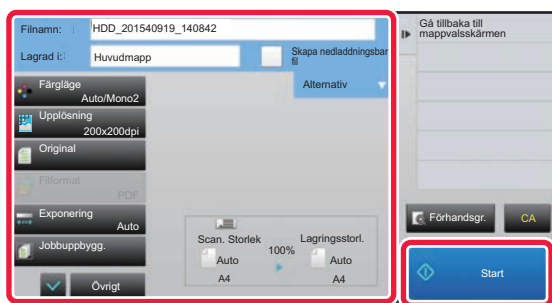 Filnamn:
HDD_201540919_140842
Lagrad i:
Huvudmapp
Skapa nedladdningsbar
fil
Alternativ
Färgläge
Auto/Mono2
Upplösning
200x200dpi
Original
Filformat
PDF
Exponering
Auto
Jobbuppbygg.
Övrigt
Scan. Storlek
Auto
A4
100%
Lagringsstorl.
Auto
A4
Gå tillbaka till
mappvalsskärmen
Förhandsgr.
CA
Start